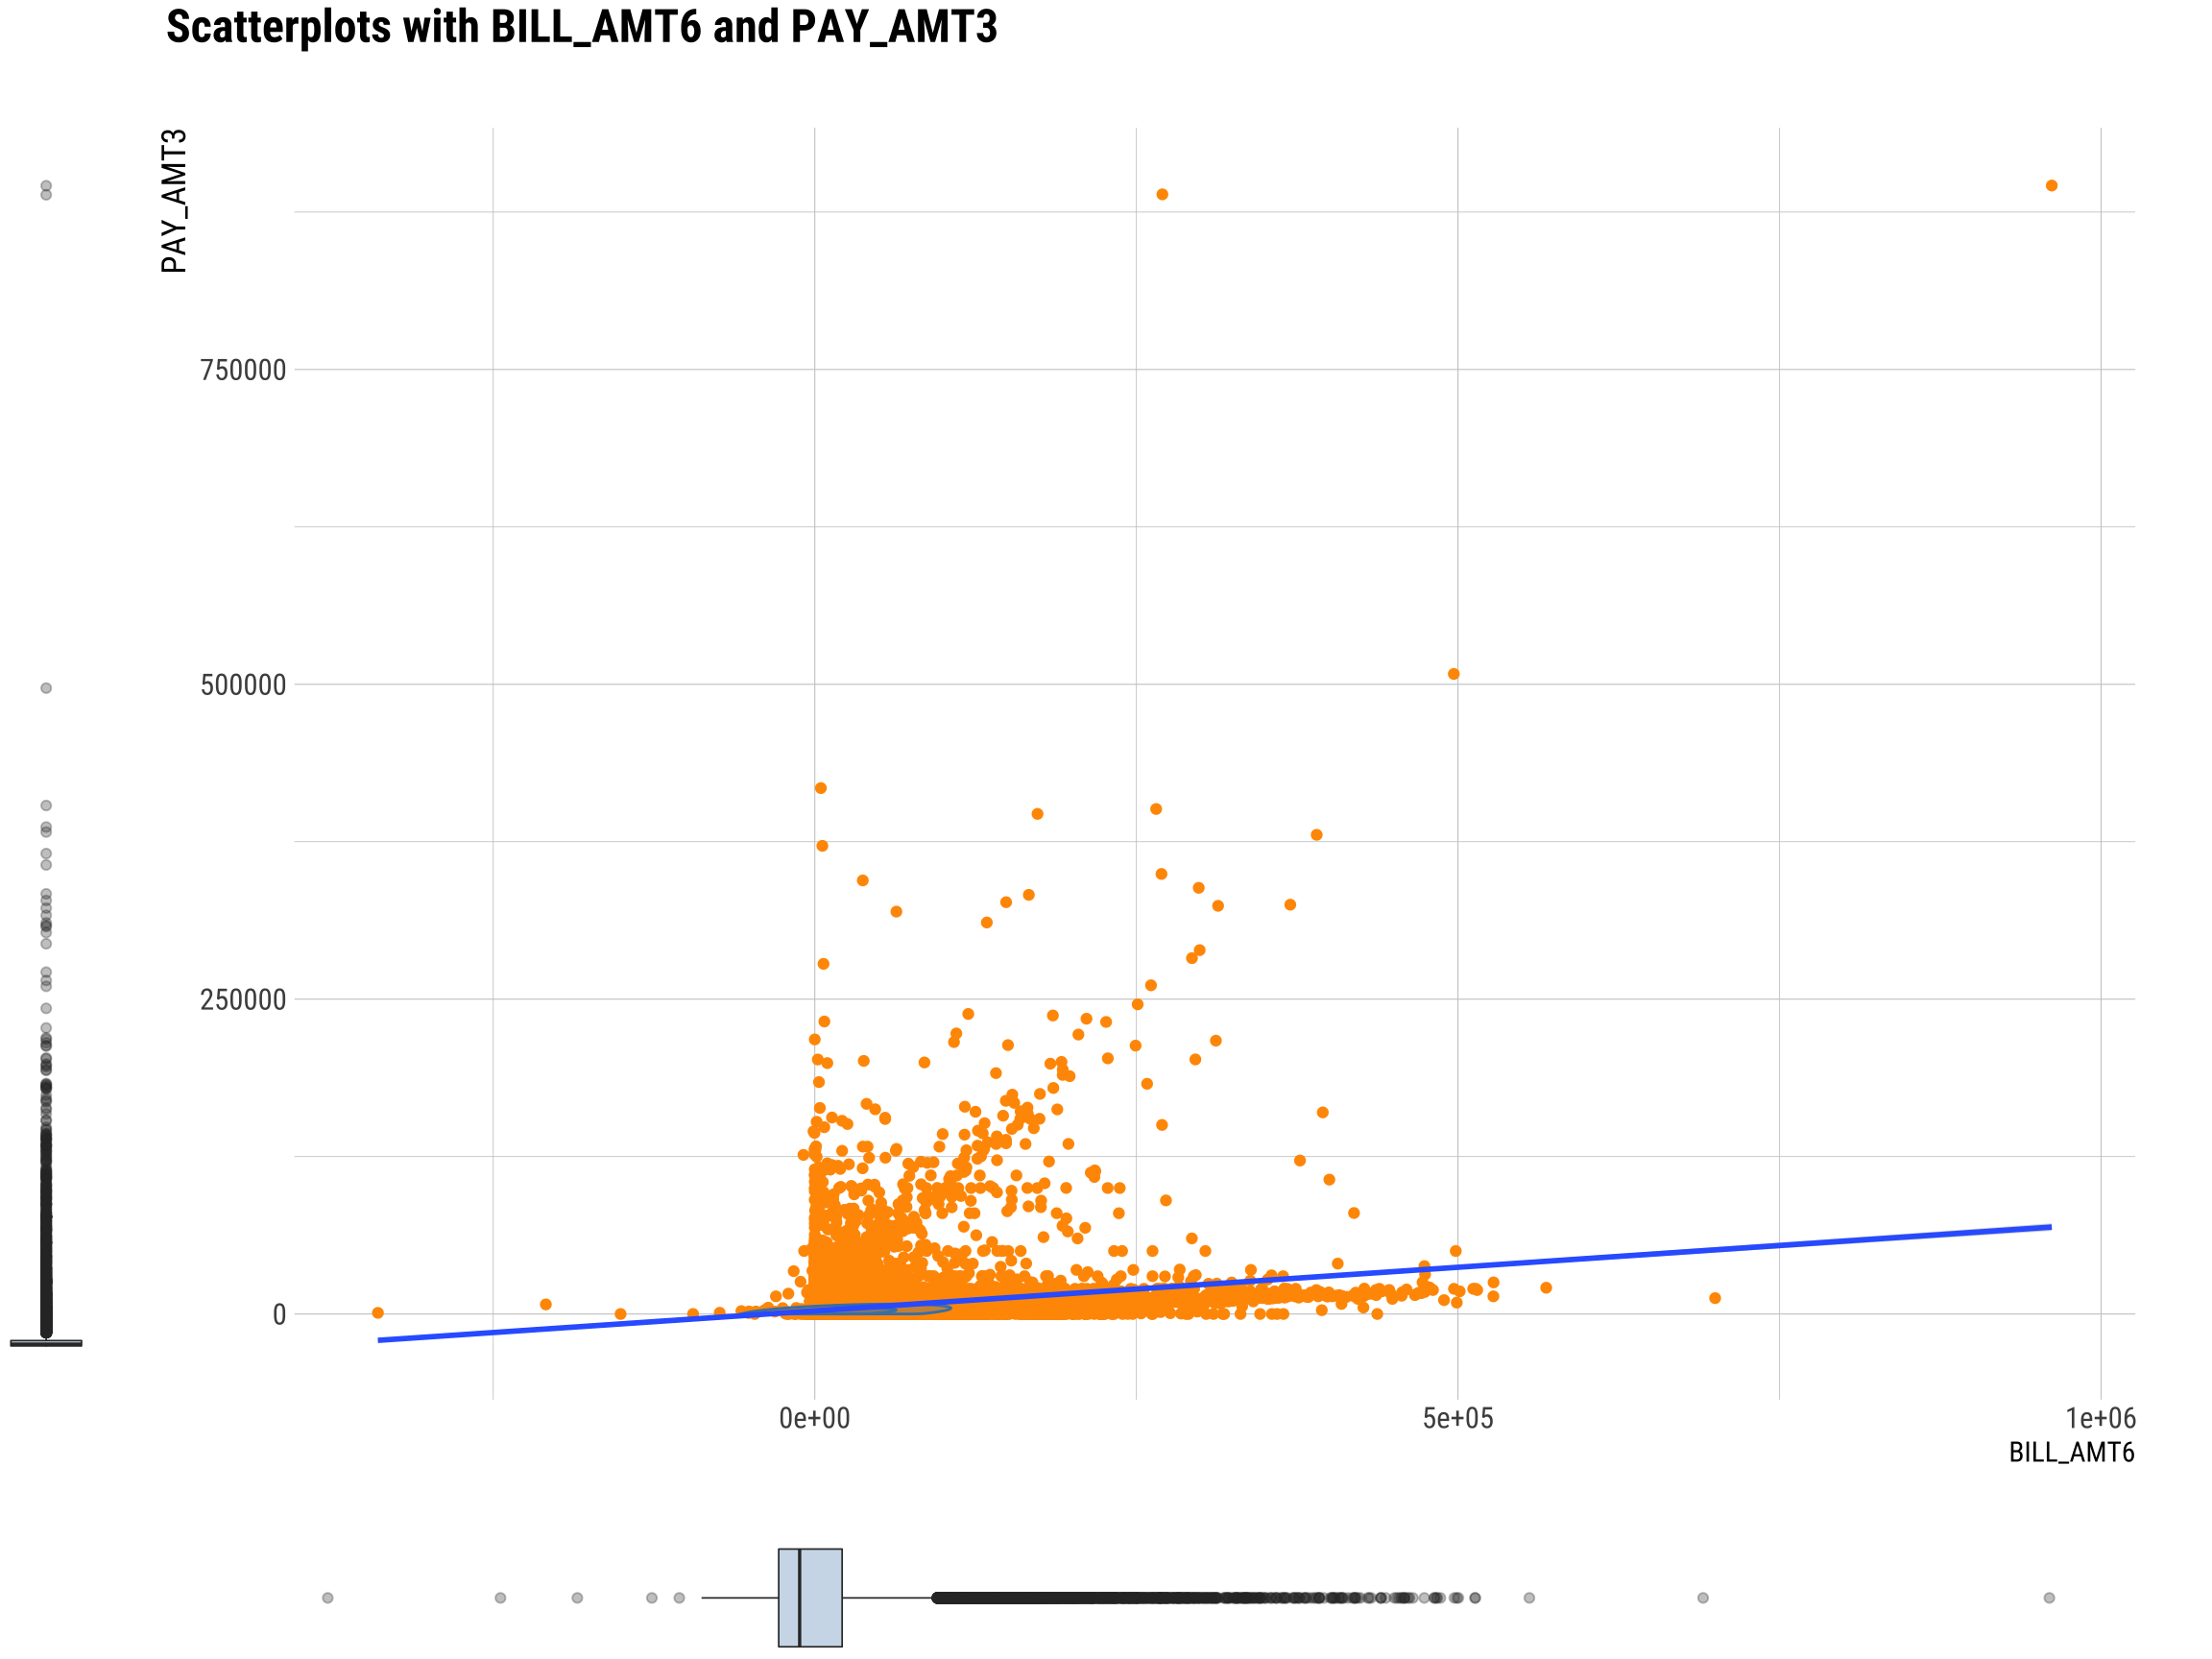 Scatterplots with BILL_AMT6 and PAY_AMT3
PAY_AMT3
750000
500000
250000
0
0e+00
5e+05
1e+06
BILL_AMT6